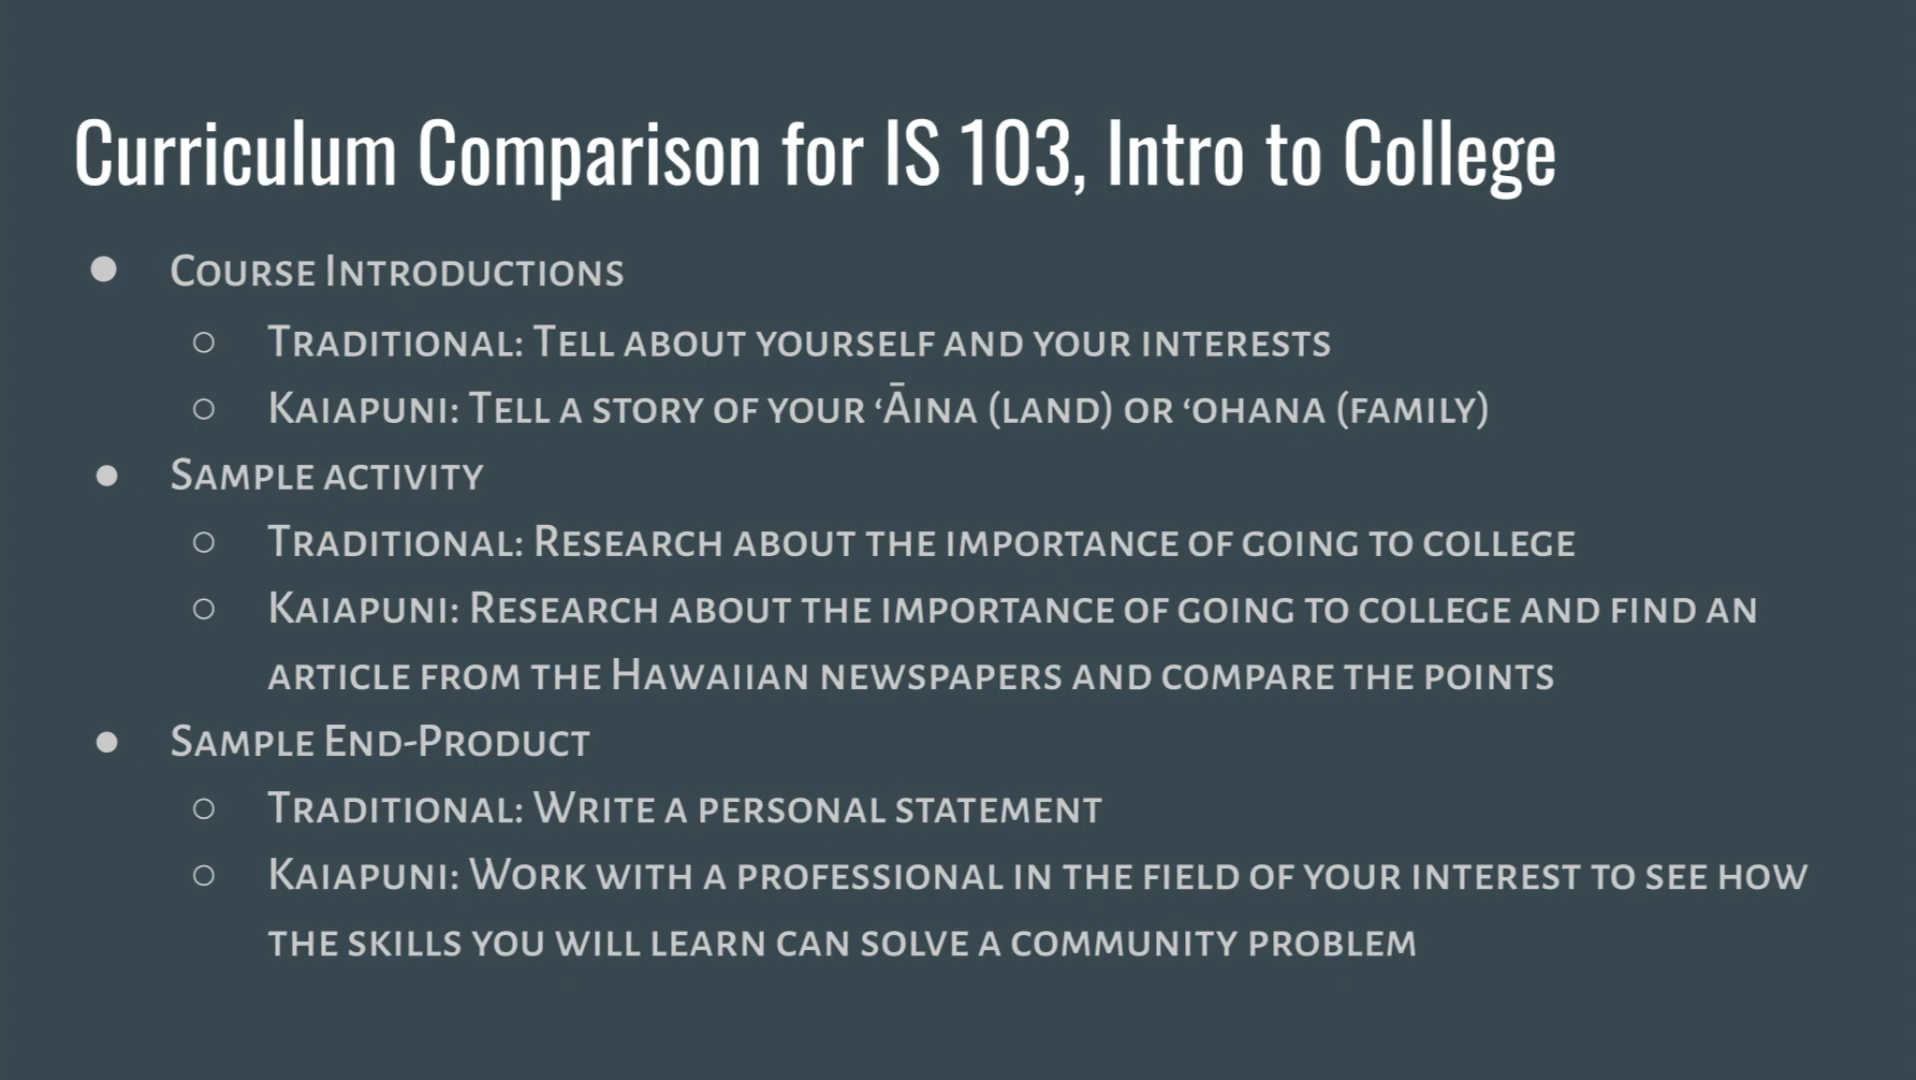 Curriculum Comparison for IS 103, Intro to College
● Course Introductions
○ Traditional: Tell about yourself and your interests
○ Kaiapuni: Tell a story of your ʻĀina (land) or ʻohana (family)
● Sample activity
○ Traditional: Research about the importance of going to college
○ Kaiapuni: Research about the importance of going to college and find an
article from the Hawaiian newspapers and compare the points
● Sample End-Product
○ Traditional: Write a personal statement
○ Kaiapuni: Work with a professional in the field of your interest to see how
the skills you will learn can solve a community problem